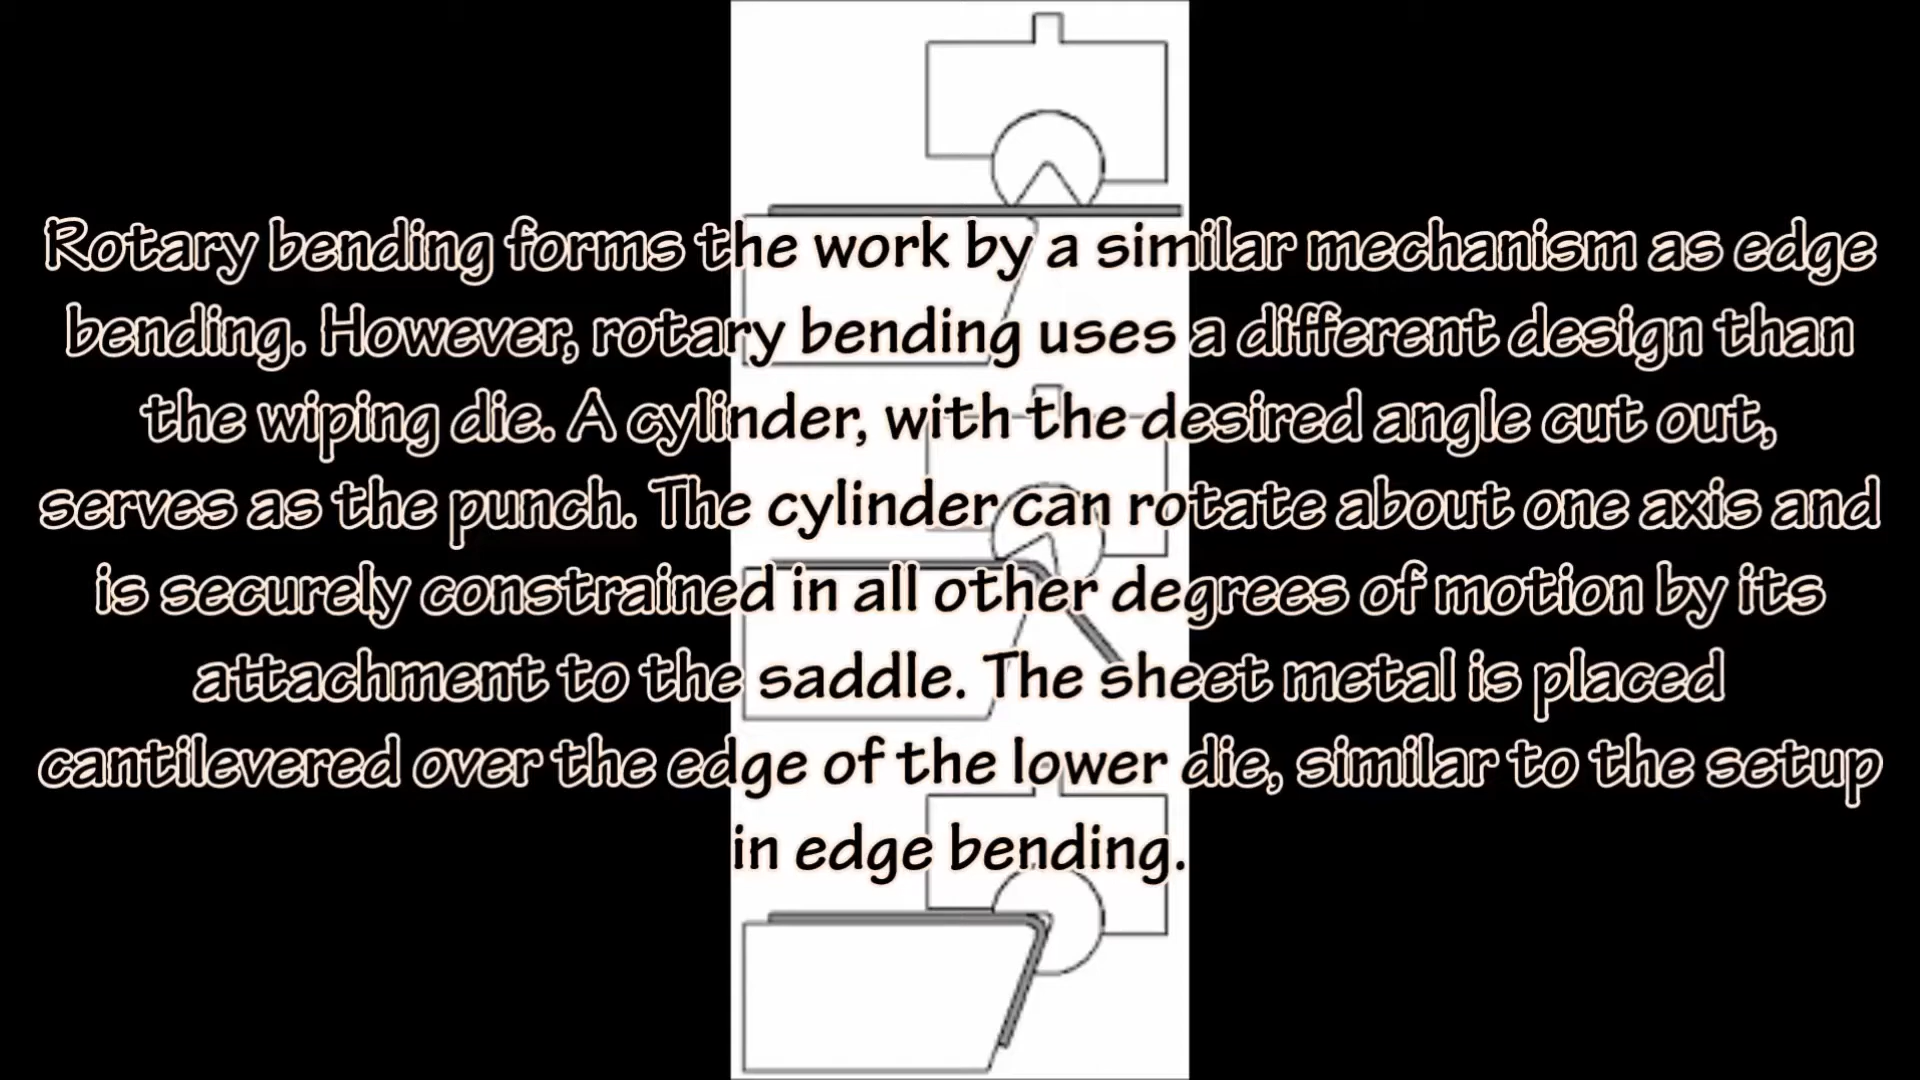 Rotary bending forms the work by a similar mechanism as edge
bending. However, rotary bending uses a different design than
the wiping die. A cylinder, with the desired angle cut out,
serves as the punch. The cylinder can rotate about one axis and
is securely constrained in all other degrees of motion by its
attachment to the saddle. The sheet metal is placed
cantilevered over the edge of the lower die, similar to the setup
in edge bending.